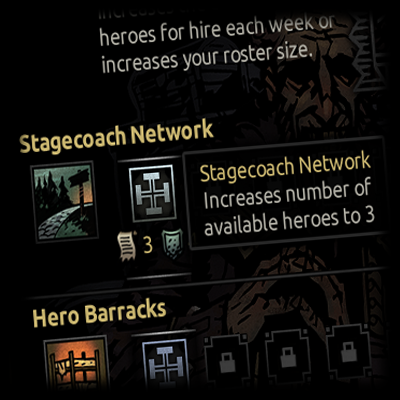 increases
heroes for hire each week or
increases your roster size.
Stagecoach Network
Stagecoach Network
Increases number of
available heroes to 3
3
Hero Barracks